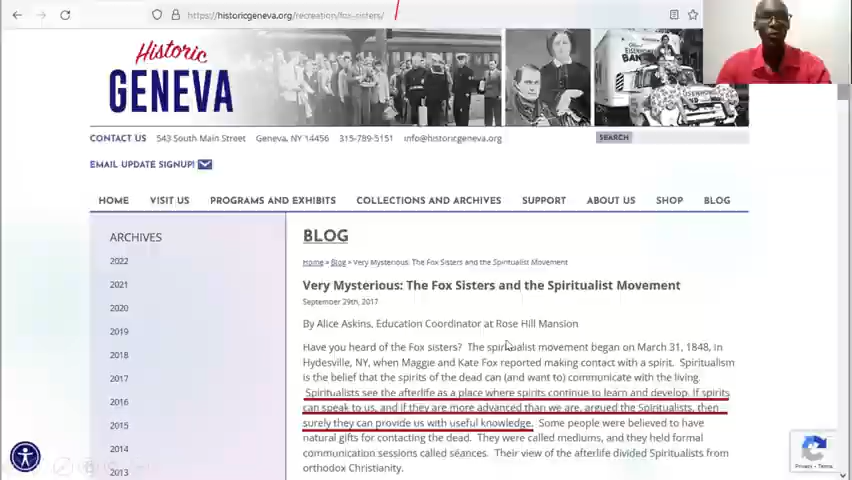 https://historicgeneva.org/recreation/fox-sisters/
Historic
GENEVA
EISENHOWER
BAN
CONTACT US 543 South Main Street Geneva, NY 14456 315-789-5151 info@historicgeneva.org
SEARCH
EMAIL UPDATE SIGNUP!
HOME VISIT US PROGRAMS AND EXHIBITS COLLECTIONS AND ARCHIVES SUPPORT ABOUT US SHOP BLOG
ARCHIVES
2022
2021
2020
2019
2018
2017
2016
2015
2014
2013
BLOG
Home » Blog » Very Mysterious: The Fox Sisters and the Spiritualist Movement
Very Mysterious: The Fox Sisters and the Spiritualist Movement
September 29th, 2017
By Alice Askins, Education Coordinator at Rose Hill Mansion
Have you heard of the Fox sisters? The spiritualist movement began on March 31, 1848, in
Hydesville, NY, when Maggie and Kate Fox reported making contact with a spirit. Spiritualism
is the belief that the spirits of the dead can (and want to) communicate with the living.
Spiritualists see the afterlife as a place where spirits continue to learn and develop. If spirits
can speak to us, and if they are more advanced than we are, argued the Spiritualists, then
surely they can provide us with useful knowledge. Some people were believed to have
natural gifts for contacting the dead. They were called mediums, and they held formal
communication sessions called séances. Their view of the afterlife divided Spiritualists from
orthodox Christianity.
Privacy - Terms